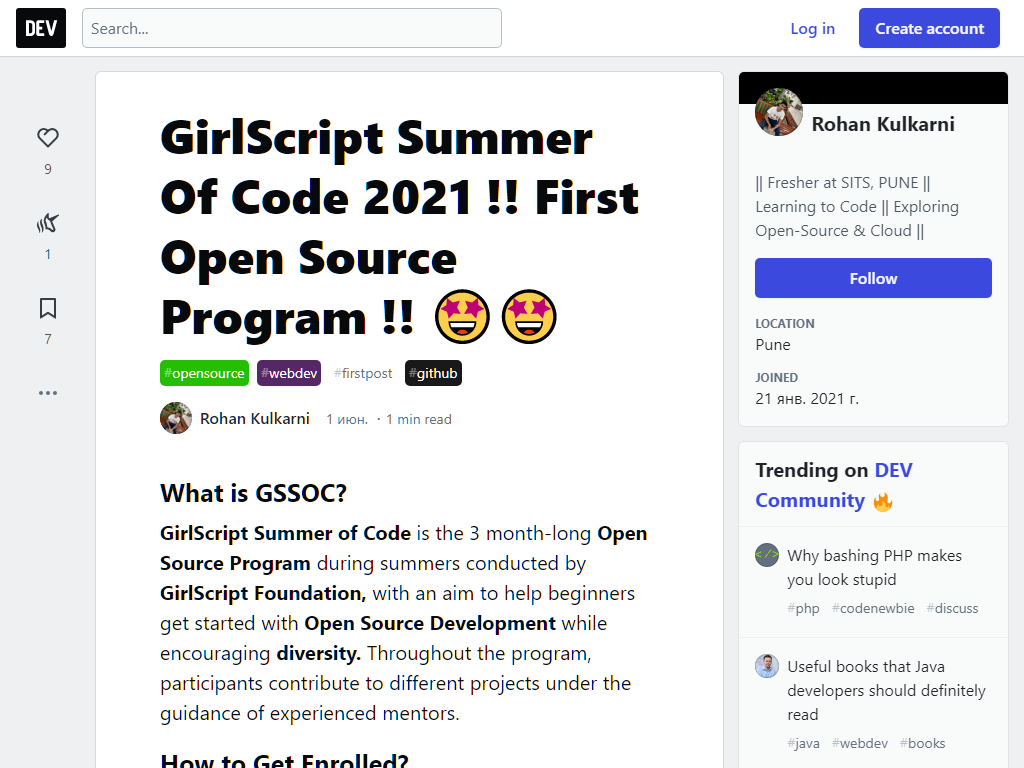 DEV
Search...
Log in
Create account
9
1
7
GirlScript Summer
Of Code 2021 !! First
Open Source
Program !! 🤩🤩
#opensource #webdev #firstpost #github
Rohan Kulkarni 1 июн. · 1 min read
What is GSSOC?
GirlScript Summer of Code is the 3 month-long Open
Source Program during summers conducted by
GirlScript Foundation, with an aim to help beginners
get started with Open Source Development while
encouraging diversity. Throughout the program,
participants contribute to different projects under the
guidance of experienced mentors.
How to Get Enrolled?
Rohan Kulkarni
|| Fresher at SITS, PUNE ||
Learning to Code || Exploring
Open-Source & Cloud ||
Follow
LOCATION
Pune
JOINED
21 янв. 2021 г.
Trending on DEV
Community 🔥
Why bashing PHP makes
you look stupid
#php #codenewbie #discuss
Useful books that Java
developers should definitely
read
#java #webdev #books